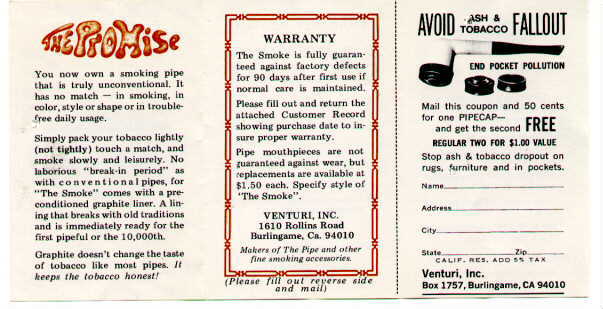 The PROMise
You now own a smoking pipe
that is truly unconventional. It
has no match — in smoking, in
color, style or shape or in trouble-
free daily usage.
Simply pack your tobacco lightly
(not tightly) touch a match, and
smoke slowly and leisurely. No
laborious "break-in period" as
with conventional pipes, for
"The Smoke" comes with a pre-
conditioned graphite liner. A lin-
ing that breaks with old traditions
and is immediately ready for the
first pipeful or the 10,000th.
Graphite doesn't change the taste
of tobacco like most pipes. It
keeps the tobacco honest!
WARRANTY
The Smoke is fully guaran-
teed against factory defects
for 90 days after first use if
normal care is maintained.
Please fill out and return the
attached Customer Record
showing purchase date to in-
sure proper warranty.
Pipe mouthpieces are not
guaranteed against wear, but
replacements are available at
$1.50 each. Specify style of
"The Smoke".
VENTURI, INC.
1610 Rollins Road
Burlingame, Ca. 94010
Makers of The Pipe and other
fine smoking accessories.
(Please fill out reverse side
and mail)
AVOID ASH & TOBACCO FALLOUT
END POCKET POLLUTION
Mail this coupon and 50 cents
for one PIPECAP—
and get the second FREE
REGULAR TWO FOR $1.00 VALUE
Stop ash & tobacco dropout on
rugs, furniture and in pockets.
Name
Address
City
State Zip
CALIF. RES. ADD 5% TAX
Venturi, Inc.
Box 1757, Burlingame, CA 94010